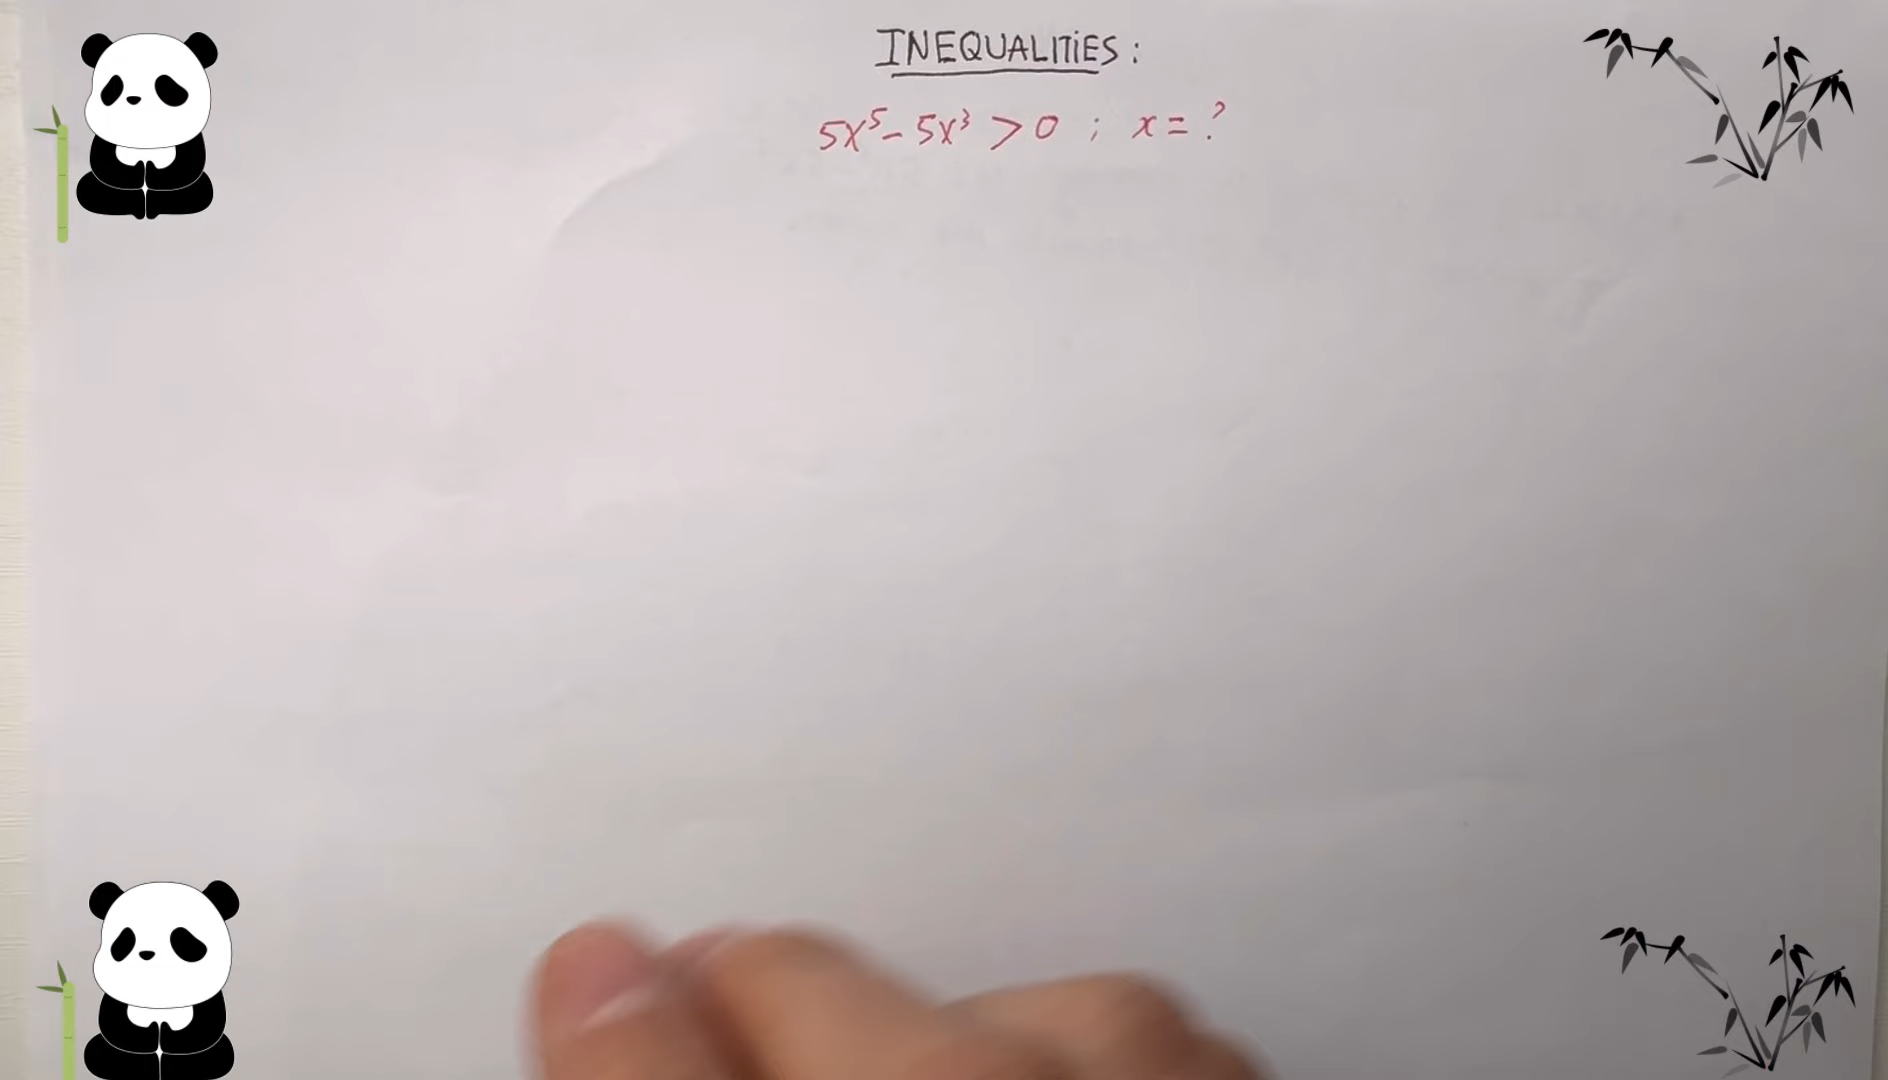 INEQUALITIES:
5x⁵ - 5x³ > 0 ; x = ?